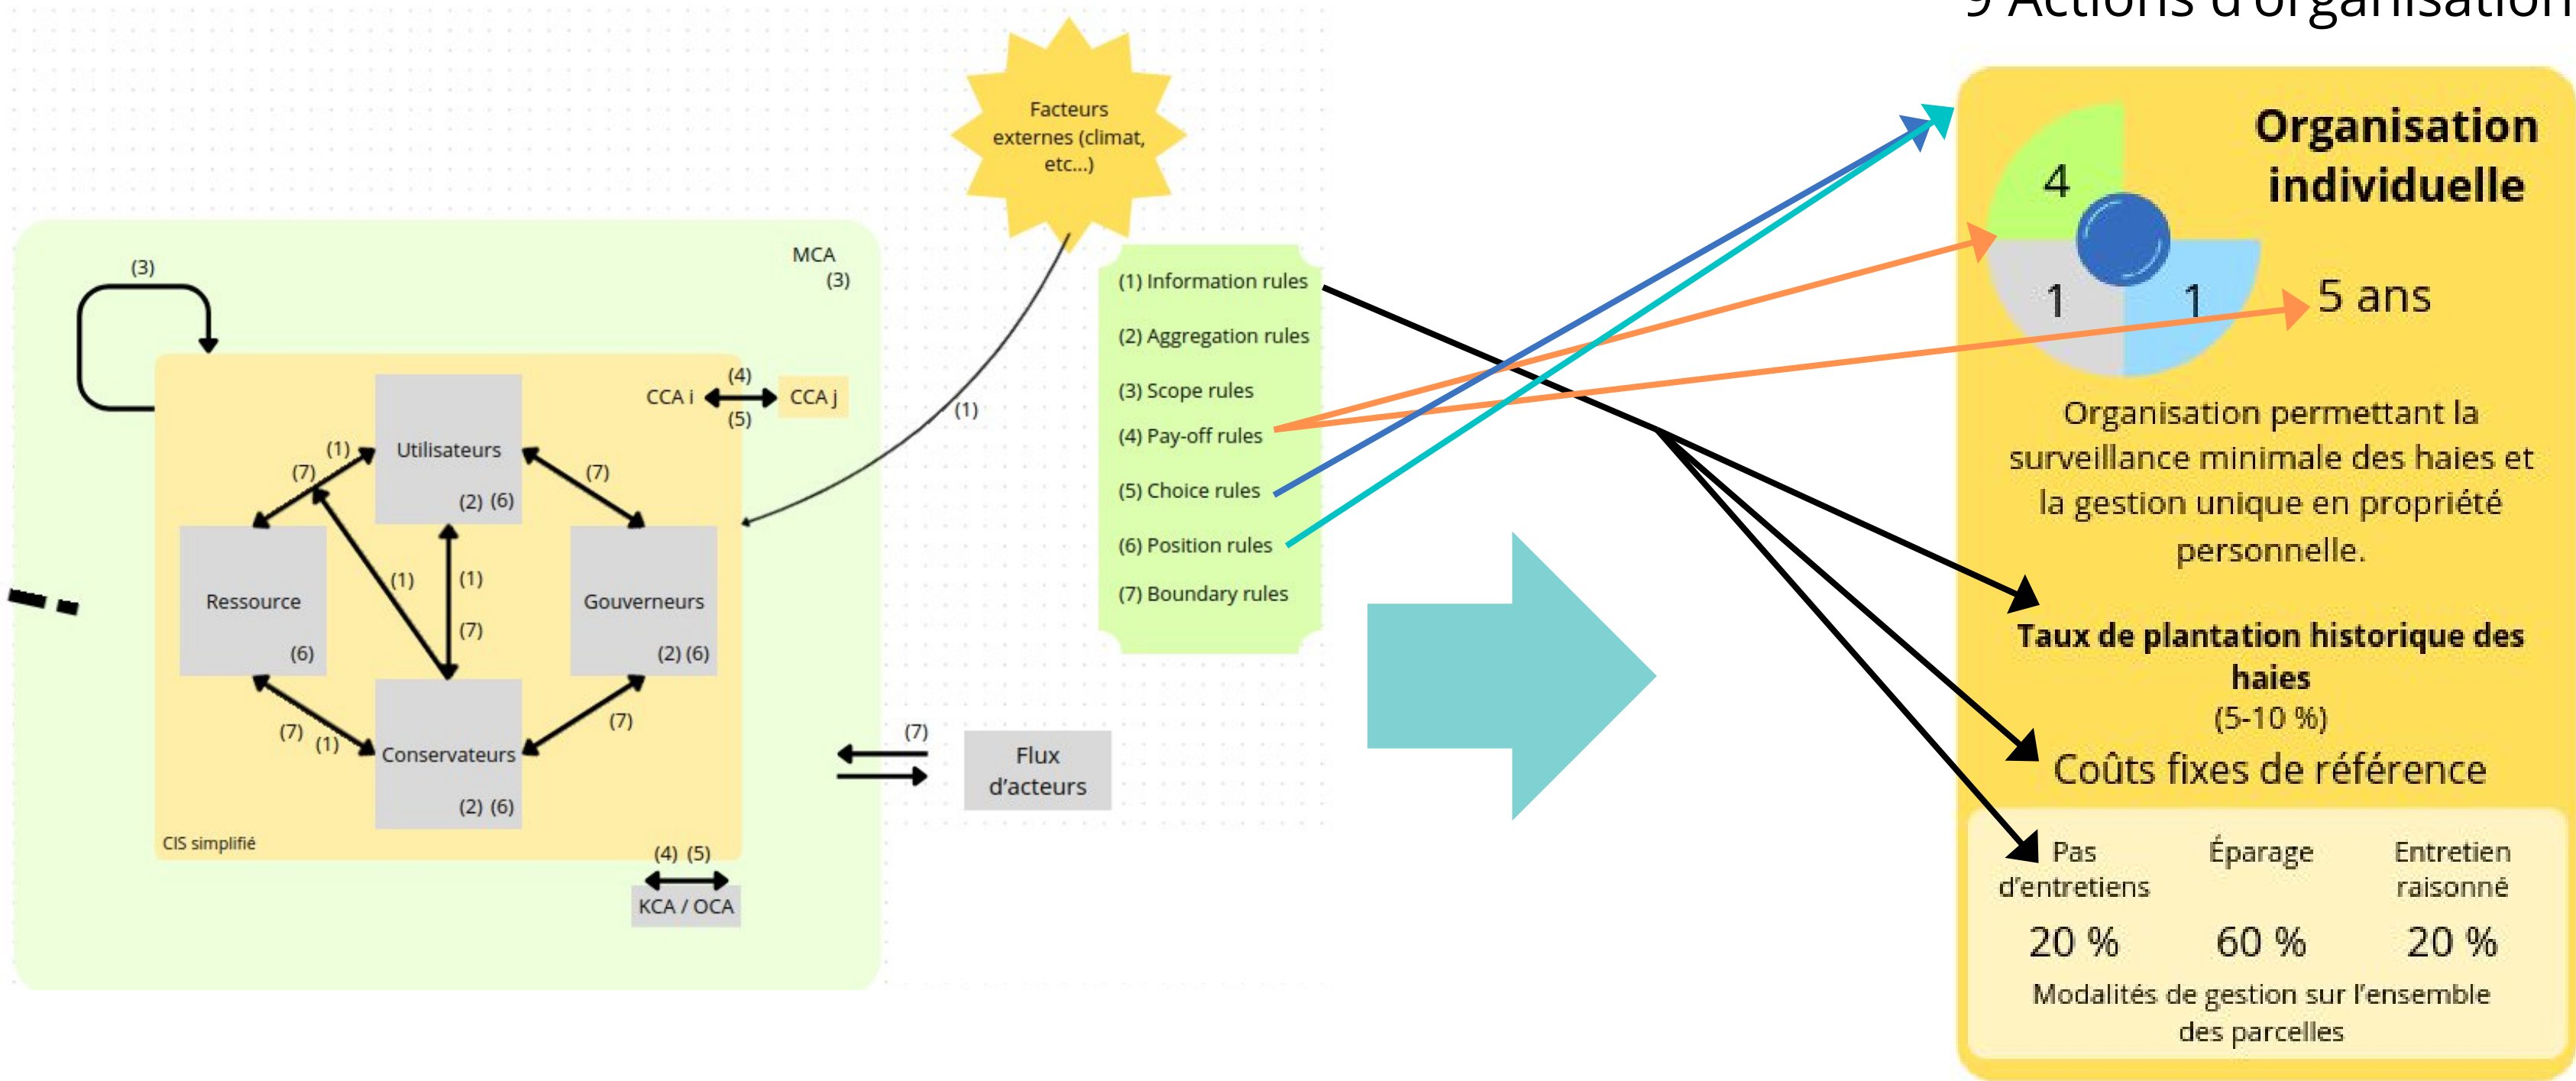 9 Actions d'organisation
Facteurs
externes (climat,
etc...)
MCA
(3)
(3)
(1) Information rules
(2) Aggregation rules
(3) Scope rules
(4) Pay-off rules
(5) Choice rules
(6) Position rules
(7) Boundary rules
(1)
CCA i
(4)
(5)
CCA j
Utilisateurs
(2) (6)
(1)
(7)
(7)
Ressource
(6)
(1)
(1)
(7)
Gouverneurs
(2) (6)
(7)
(1)
Conservateurs
(2) (6)
(7)
CIS simplifié
(4) (5)
KCA / OCA
(7)
Flux
d'acteurs
Organisation
individuelle
4
1
1
5 ans
Organisation permettant la
surveillance minimale des haies et
la gestion unique en propriété
personnelle.
Taux de plantation historique des
haies
(5-10 %)
Coûts fixes de référence
Pas
d'entretiens
Éparage
Entretien
raisonné
20 %
60 %
20 %
Modalités de gestion sur l'ensemble
des parcelles